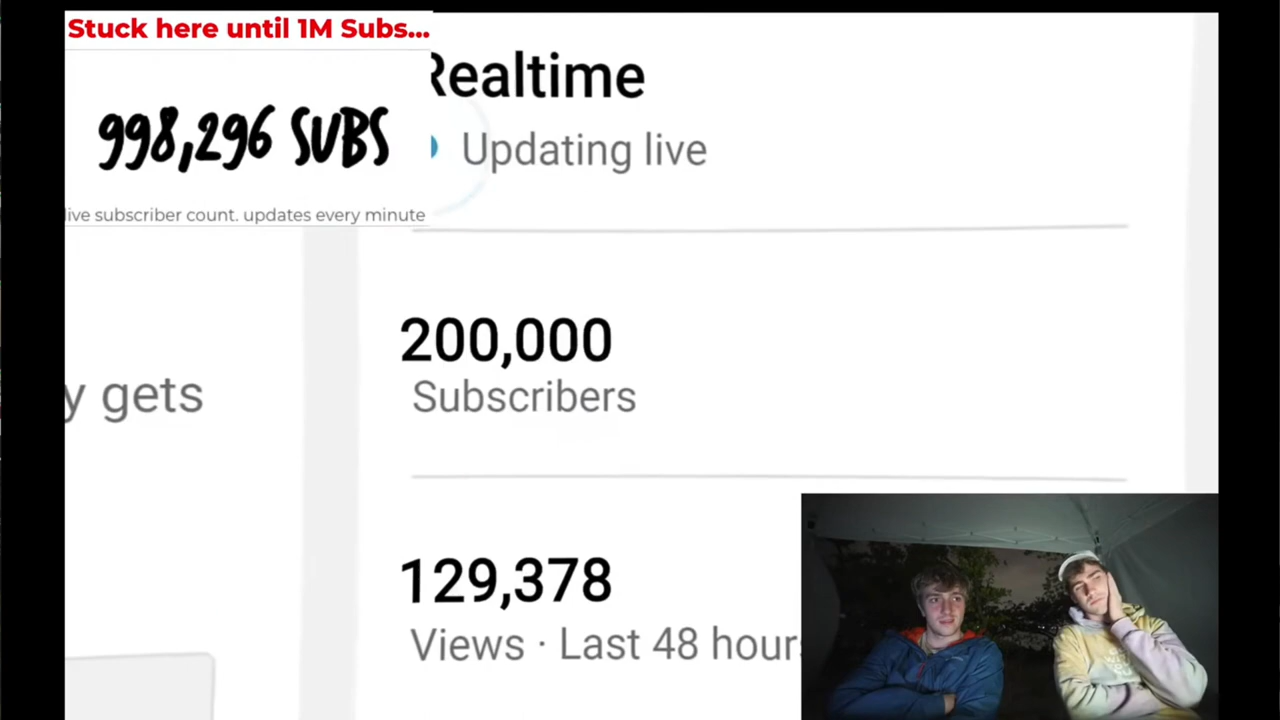 Stuck here until 1M Subs...
998,296 SUBS
live subscriber count. updates every minute
Realtime
Updating live
y gets
200,000
Subscribers
129,378
Views · Last 48 hours